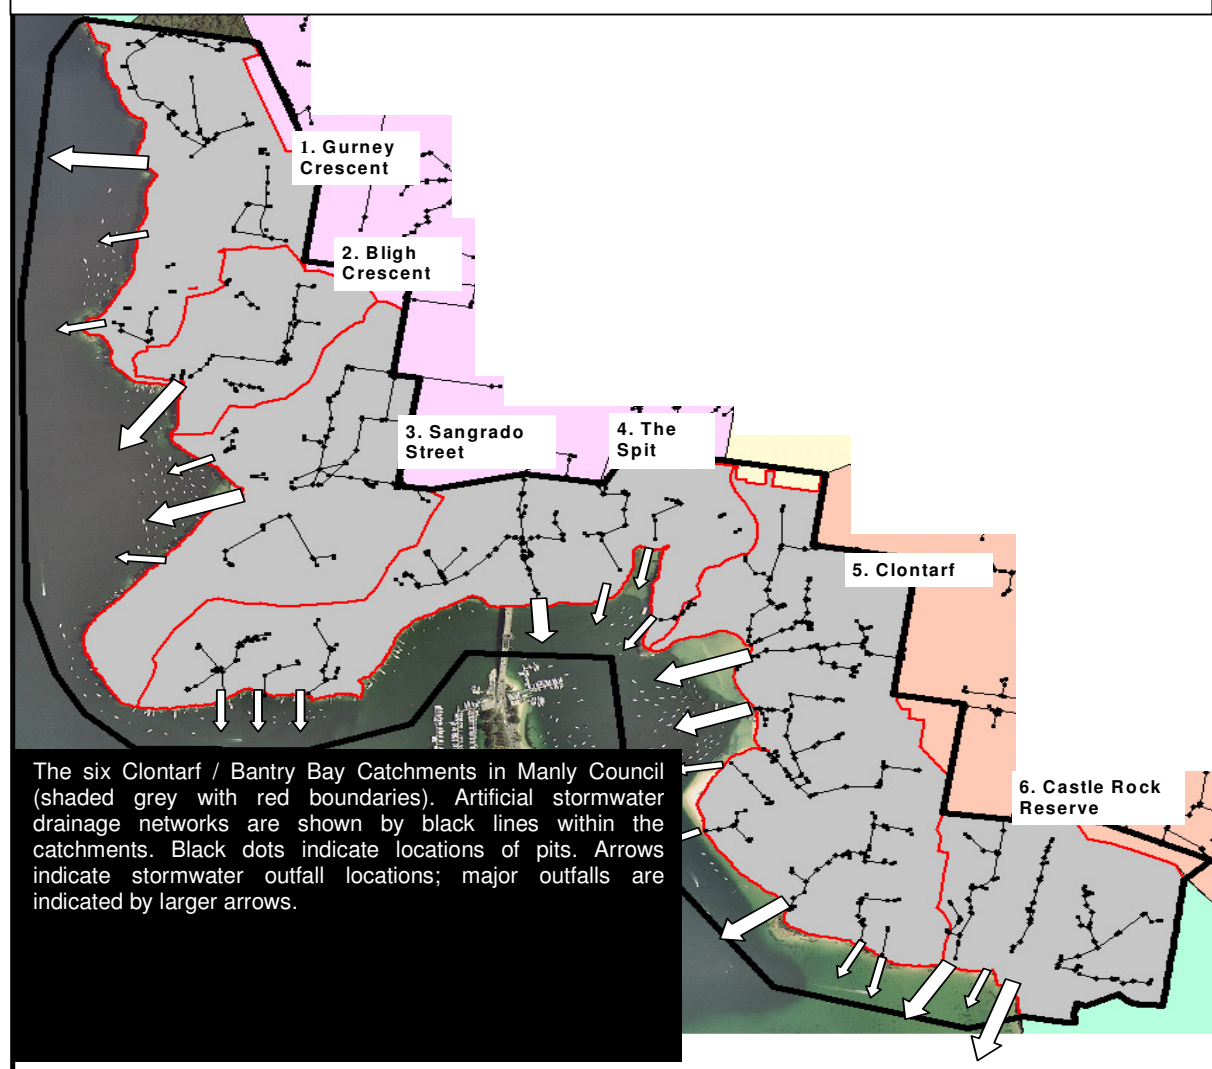 1. Gurney
Crescent
2. Bligh
Crescent
3. Sangrado
Street
4. The
Spit
5. Clontarf
6. Castle Rock
Reserve
The six Clontarf / Bantry Bay Catchments in Manly Council
(shaded grey with red boundaries). Artificial stormwater
drainage networks are shown by black lines within the
catchments. Black dots indicate locations of pits. Arrows
indicate stormwater outfall locations; major outfalls are
indicated by larger arrows.